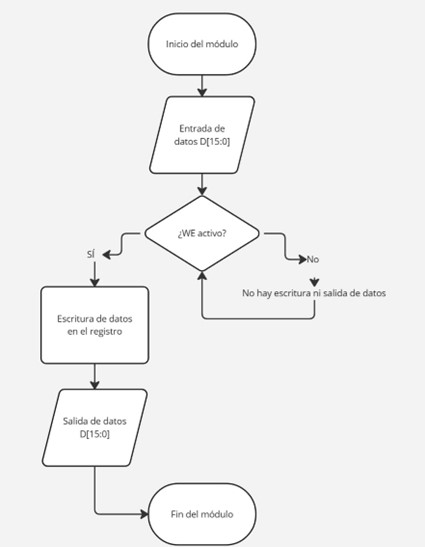 Inicio del módulo
Entrada de
datos D[15:0]
¿WE activo?
SÍ
No
No hay escritura ni salida de datos
Escritura de datos
en el registro
Salida de datos
D[15:0]
Fin del módulo